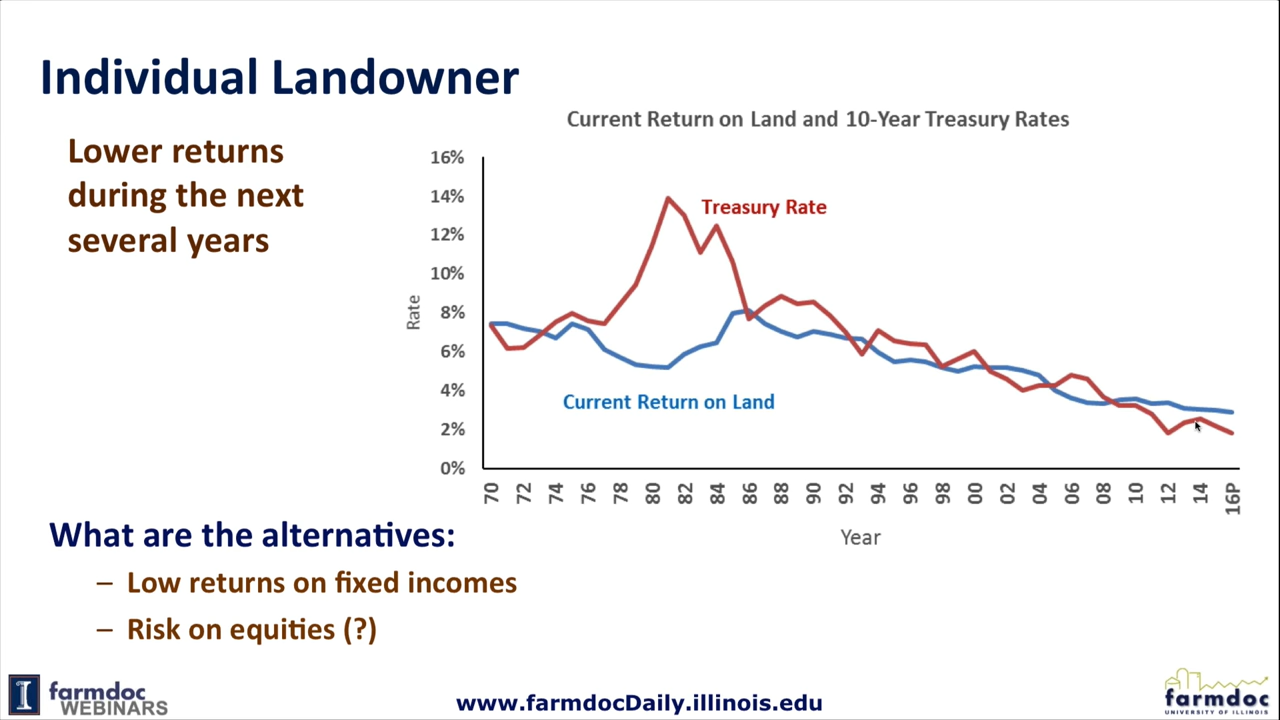 Individual Landowner
Lower returns
during the next
several years
Current Return on Land and 10-Year Treasury Rates
16%
14%
12%
10%
8%
6%
4%
2%
0%
Rate
Treasury Rate
Current Return on Land
70
72
74
76
78
80
82
84
86
88
90
92
94
96
98
00
02
04
06
08
10
12
14
16P
Year
What are the alternatives:
– Low returns on fixed incomes
– Risk on equities (?)
I
farmdoc
WEBINARS
www.farmdocDaily.illinois.edu
farmdoc
UNIVERSITY OF ILLINOIS